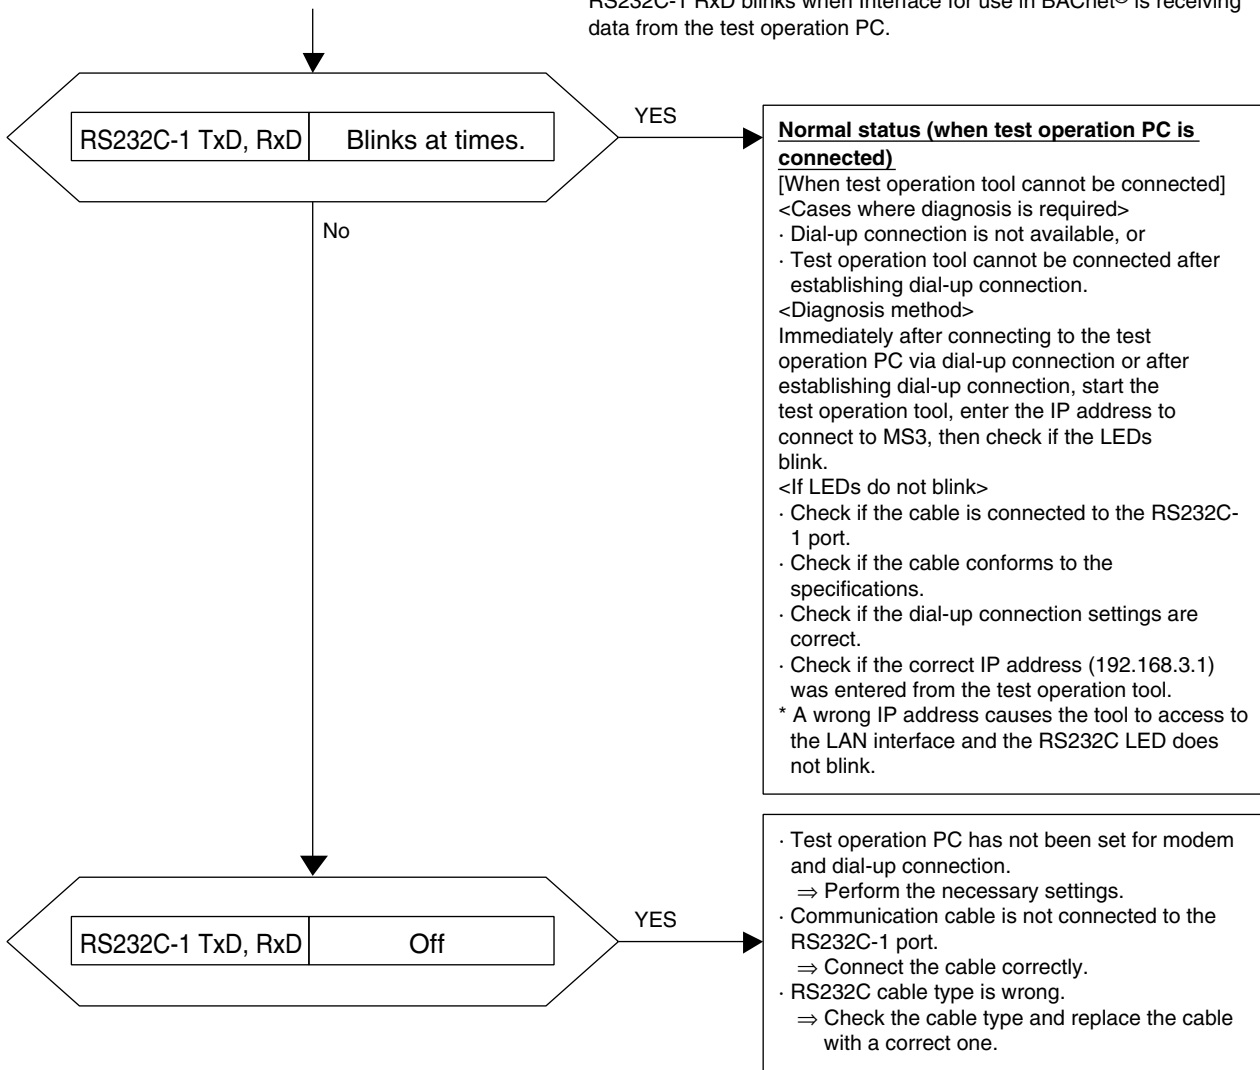 RS232C-1 RxD blinks when Interface for use in BACnet® is receiving
data from the test operation PC.
RS232C-1 TxD, RxD Blinks at times.
YES
No
Normal status (when test operation PC is
connected)
[When test operation tool cannot be connected]
<Cases where diagnosis is required>
· Dial-up connection is not available, or
· Test operation tool cannot be connected after
establishing dial-up connection.
<Diagnosis method>
Immediately after connecting to the test
operation PC via dial-up connection or after
establishing dial-up connection, start the
test operation tool, enter the IP address to
connect to MS3, then check if the LEDs
blink.
<If LEDs do not blink>
· Check if the cable is connected to the RS232C-
1 port.
· Check if the cable conforms to the
specifications.
· Check if the dial-up connection settings are
correct.
· Check if the correct IP address (192.168.3.1)
was entered from the test operation tool.
* A wrong IP address causes the tool to access to
the LAN interface and the RS232C LED does
not blink.
RS232C-1 TxD, RxD Off
YES
· Test operation PC has not been set for modem
and dial-up connection.
⇒ Perform the necessary settings.
· Communication cable is not connected to the
RS232C-1 port.
⇒ Connect the cable correctly.
· RS232C cable type is wrong.
⇒ Check the cable type and replace the cable
with a correct one.